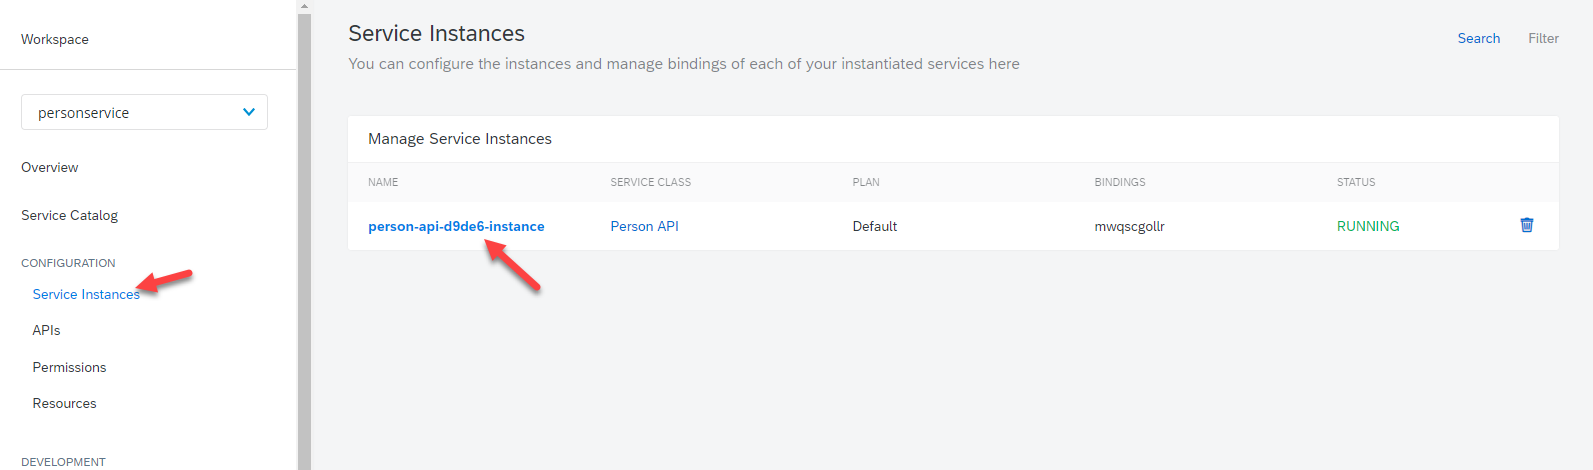 Workspace
personservice
Overview
Service Catalog
CONFIGURATION
Service Instances
APIs
Permissions
Resources
DEVELOPMENT
Service Instances
You can configure the instances and manage bindings of each of your instantiated services here
Search Filter
Manage Service Instances
NAME SERVICE CLASS PLAN BINDINGS STATUS
person-api-d9de6-instance Person API Default mwqscgollr RUNNING